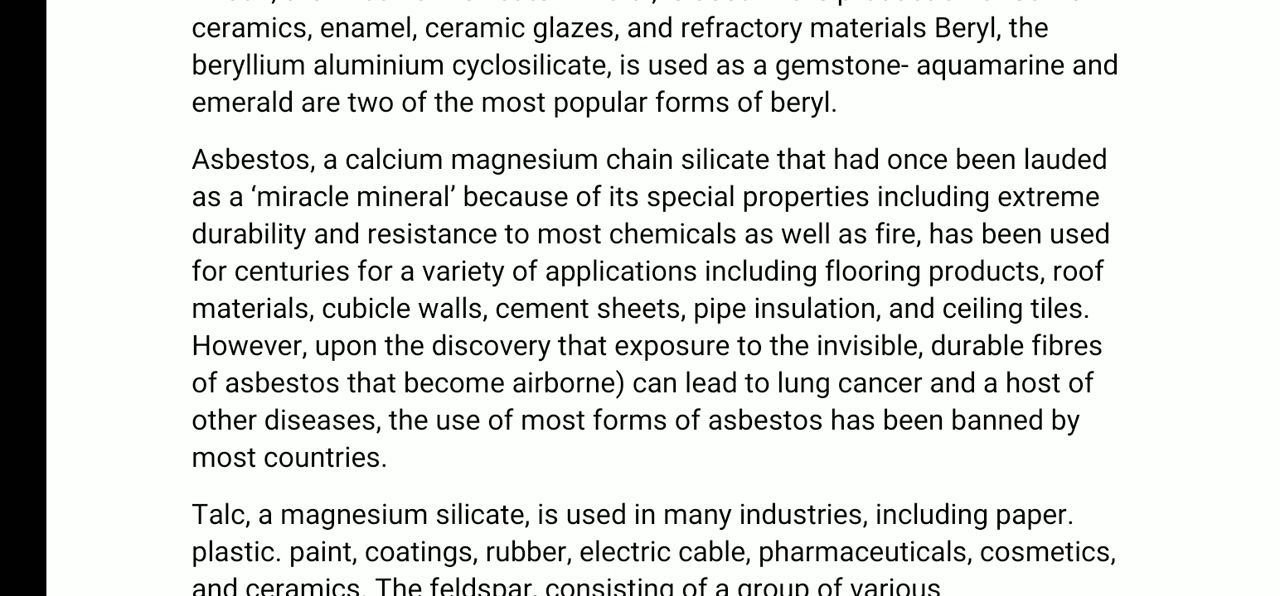 ceramics, enamel, ceramic glazes, and refractory materials Beryl, the
beryllium aluminium cyclosilicate, is used as a gemstone- aquamarine and
emerald are two of the most popular forms of beryl.
Asbestos, a calcium magnesium chain silicate that had once been lauded
as a ‘miracle mineral’ because of its special properties including extreme
durability and resistance to most chemicals as well as fire, has been used
for centuries for a variety of applications including flooring products, roof
materials, cubicle walls, cement sheets, pipe insulation, and ceiling tiles.
However, upon the discovery that exposure to the invisible, durable fibres
of asbestos that become airborne) can lead to lung cancer and a host of
other diseases, the use of most forms of asbestos has been banned by
most countries.
Talc, a magnesium silicate, is used in many industries, including paper.
plastic. paint, coatings, rubber, electric cable, pharmaceuticals, cosmetics,
and ceramics. The feldspar, consisting of a group of various